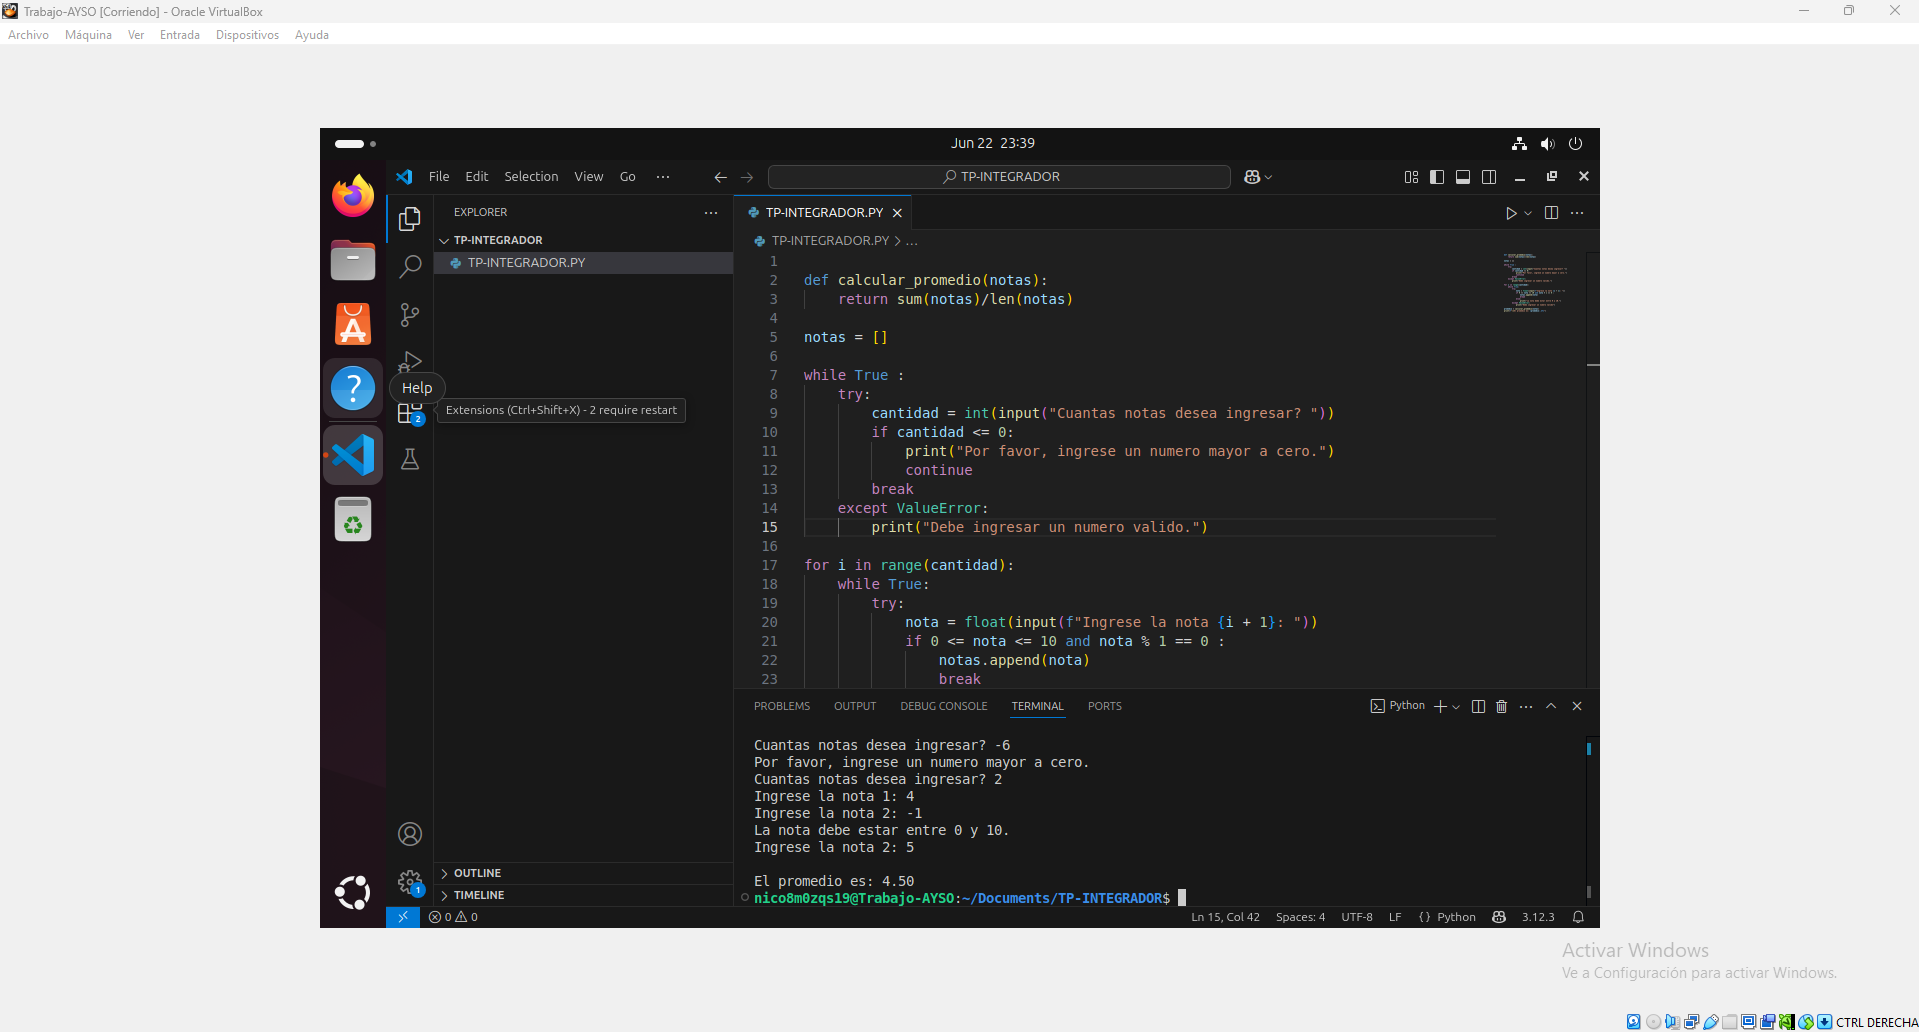 Trabajo-AYSO [Corriendo] - Oracle VirtualBox
Archivo Máquina Ver Entrada Dispositivos Ayuda
Jun 22 23:39
File Edit Selection View Go ··· TP-INTEGRADOR
EXPLORER
TP-INTEGRADOR
TP-INTEGRADOR.PY
Help
Extensions (Ctrl+Shift+X) - 2 require restart
2
1
OUTLINE
TIMELINE
TP-INTEGRADOR.PY
TP-INTEGRADOR.PY > ...
1
2 def calcular_promedio(notas):
3 return sum(notas)/len(notas)
4
5 notas = []
6
7 while True :
8 try:
9 cantidad = int(input("Cuantas notas desea ingresar? "))
10 if cantidad <= 0:
11 print("Por favor, ingrese un numero mayor a cero.")
12 continue
13 break
14 except ValueError:
15 print("Debe ingresar un numero valido.")
16
17 for i in range(cantidad):
18 while True:
19 try:
20 nota = float(input(f"Ingrese la nota {i + 1}: "))
21 if 0 <= nota <= 10 and nota % 1 == 0 :
22 notas.append(nota)
23 break
PROBLEMS OUTPUT DEBUG CONSOLE TERMINAL PORTS
Python
Cuantas notas desea ingresar? -6
Por favor, ingrese un numero mayor a cero.
Cuantas notas desea ingresar? 2
Ingrese la nota 1: 4
Ingrese la nota 2: -1
La nota debe estar entre 0 y 10.
Ingrese la nota 2: 5
El promedio es: 4.50
nico8m0zqs19@Trabajo-AYSO:~/Documents/TP-INTEGRADOR$
0 0
Ln 15, Col 42 Spaces: 4 UTF-8 LF {} Python 3.12.3
Activar Windows
Ve a Configuración para activar Windows.
CTRL DERECHA